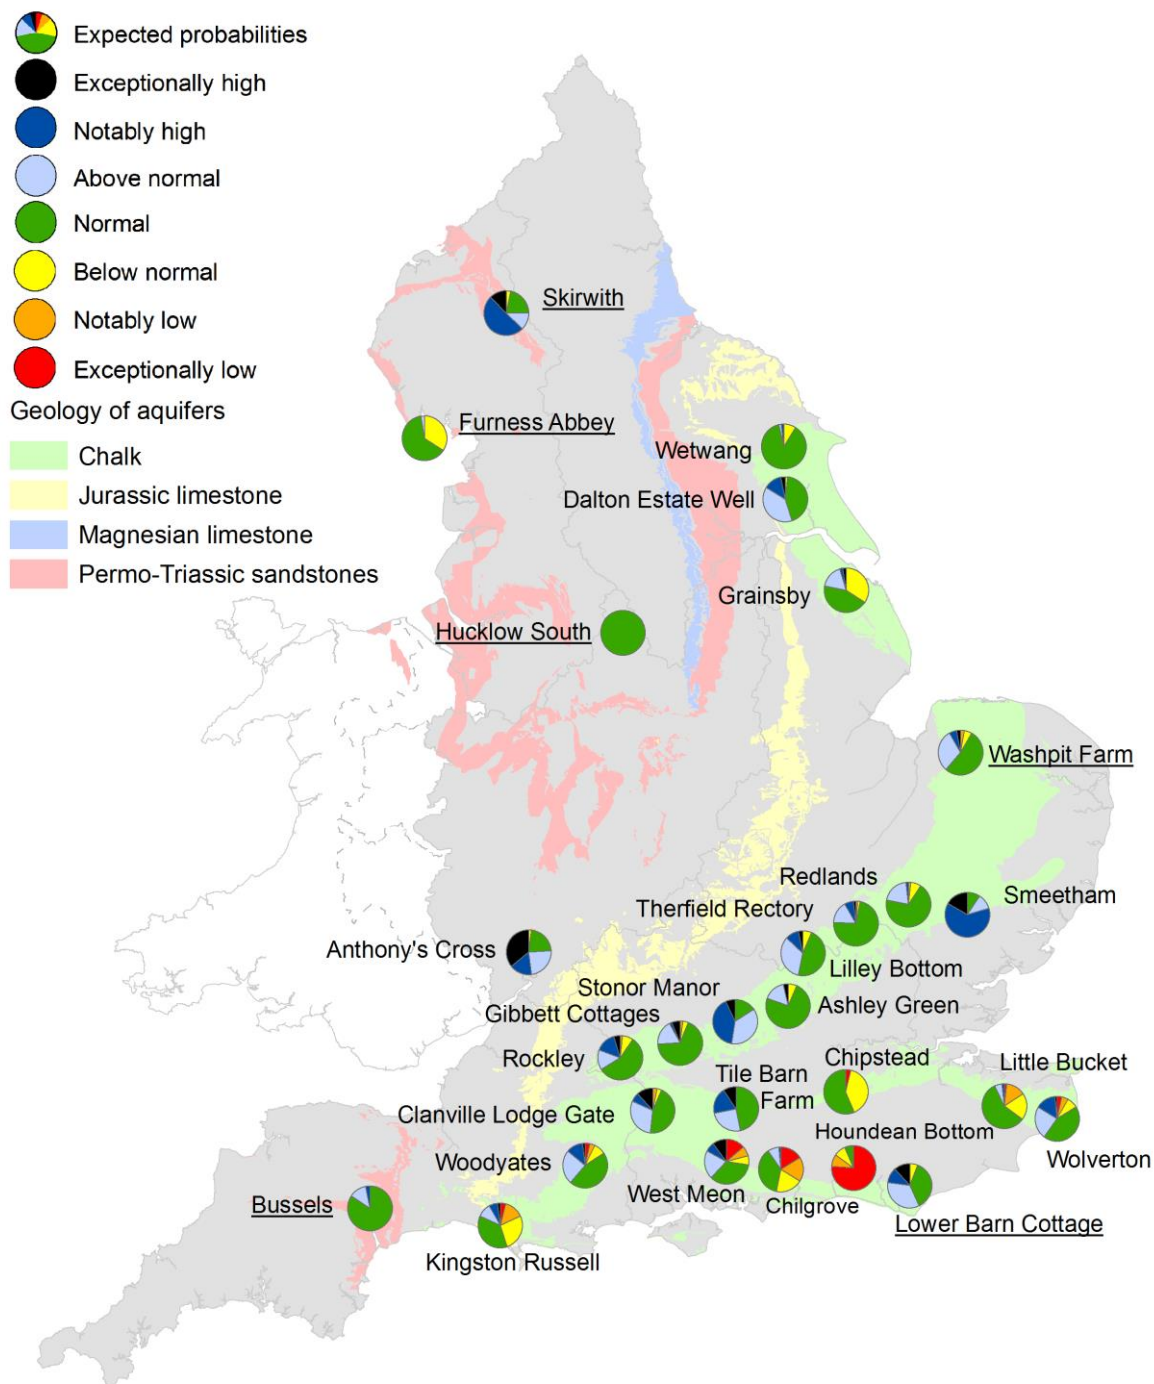 Expected probabilities
Exceptionally high
Notably high
Above normal
Normal
Below normal
Notably low
Exceptionally low
Geology of aquifers
Chalk
Jurassic limestone
Magnesian limestone
Permo-Triassic sandstones
Skirwith
Furness Abbey
Wetwang
Dalton Estate Well
Grainsby
Hucklow South
Washpit Farm
Redlands
Smeetham
Therfield Rectory
Anthony's Cross
Lilley Bottom
Stonor Manor
Ashley Green
Gibbett Cottages
Rockley
Chipstead
Little Bucket
Tile Barn
Farm
Clanville Lodge Gate
Houndean Bottom
Wolverton
Woodyates
West Meon
Chilgrove
Bussels
Lower Barn Cottage
Kingston Russell